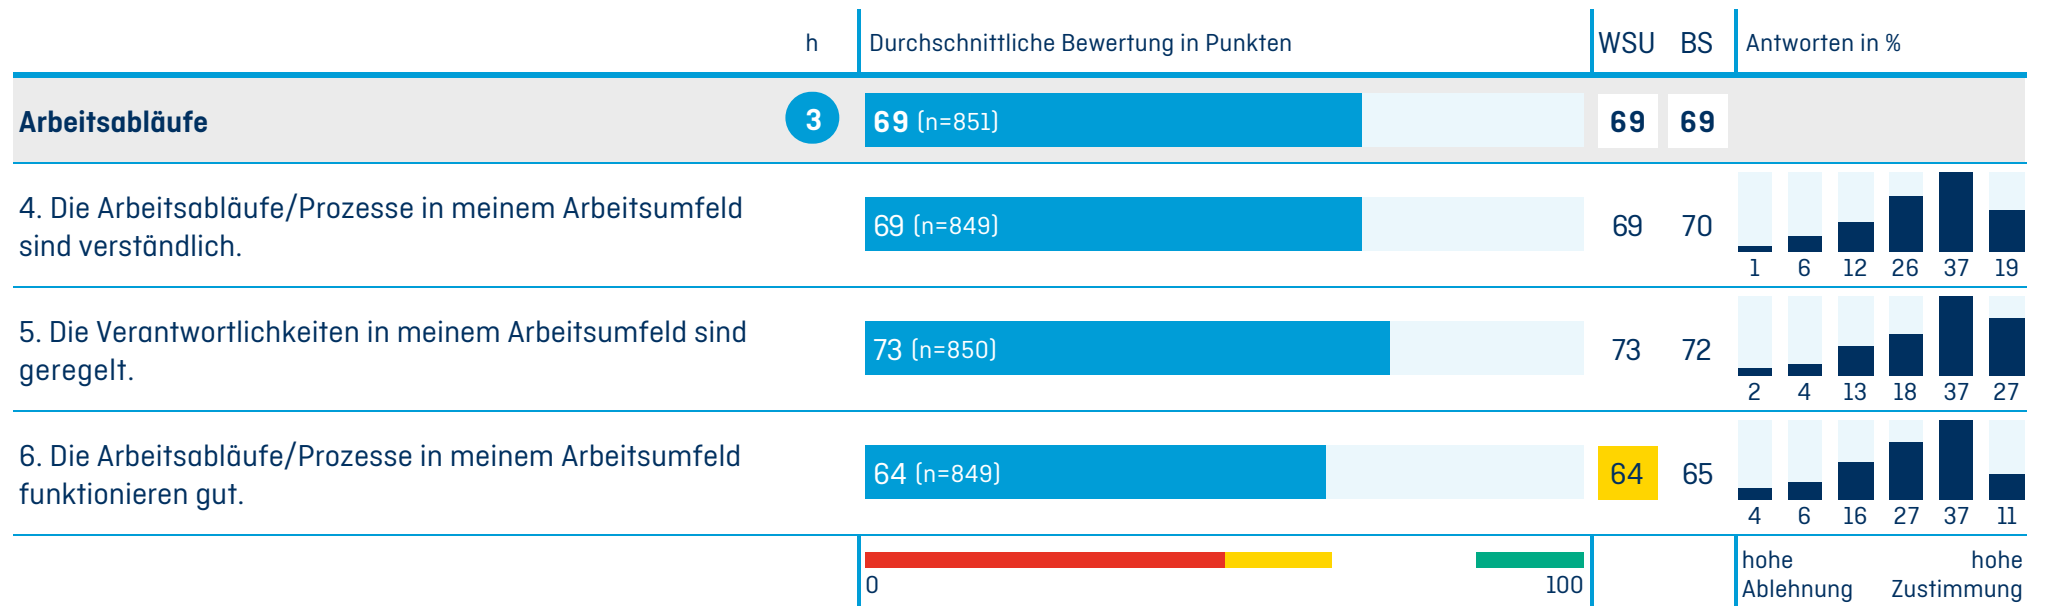 h Durchschnittliche Bewertung in Punkten WSU BS Antworten in %
Arbeitsabläufe 3 69 (n=851) 69 69
4. Die Arbeitsabläufe/Prozesse in meinem Arbeitsumfeld
sind verständlich.
69 (n=849) 69 70
1 6 12 26 37 19
5. Die Verantwortlichkeiten in meinem Arbeitsumfeld sind
geregelt.
73 (n=850) 73 72
2 4 13 18 37 27
6. Die Arbeitsabläufe/Prozesse in meinem Arbeitsumfeld
funktionieren gut.
64 (n=849) 64 65
4 6 16 27 37 11
0 100
hohe Ablehnung
hohe Zustimmung